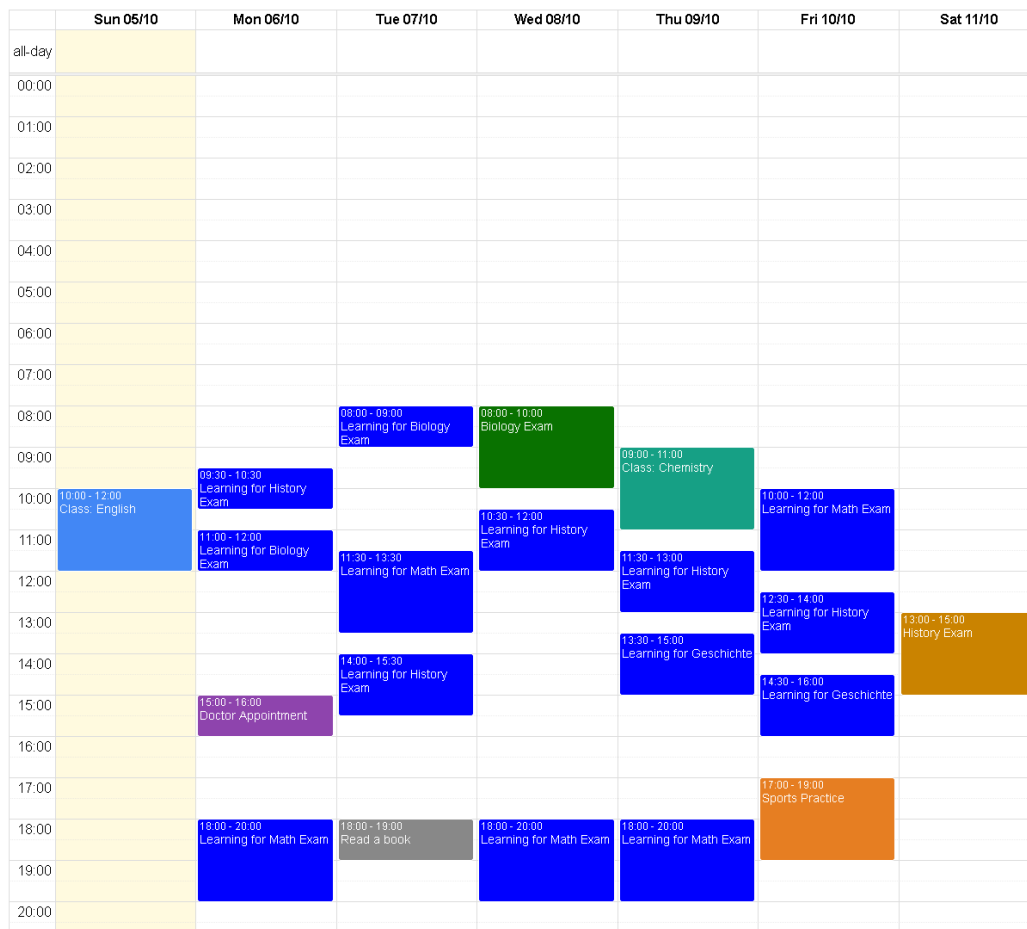 Sun 05/10 Mon 06/10 Tue 07/10 Wed 08/10 Thu 09/10 Fri 10/10 Sat 11/10
all-day
00:00
01:00
02:00
03:00
04:00
05:00
06:00
07:00
08:00
09:00
10:00
11:00
12:00
13:00
14:00
15:00
16:00
17:00
18:00
19:00
20:00
10:00 - 12:00
Class: English
09:30 - 10:30
Learning for History
Exam
11:00 - 12:00
Learning for Biology
Exam
15:00 - 16:00
Doctor Appointment
18:00 - 20:00
Learning for Math Exam
08:00 - 09:00
Learning for Biology
Exam
11:30 - 13:30
Learning for Math Exam
14:00 - 15:30
Learning for History
Exam
18:00 - 19:00
Read a book
08:00 - 10:00
Biology Exam
10:30 - 12:00
Learning for History
Exam
18:00 - 20:00
Learning for Math Exam
09:00 - 11:00
Class: Chemistry
11:30 - 13:00
Learning for History
Exam
13:30 - 15:00
Learning for Geschichte
18:00 - 20:00
Learning for Math Exam
10:00 - 12:00
Learning for Math Exam
12:30 - 14:00
Learning for History
Exam
14:30 - 16:00
Learning for Geschichte
17:00 - 19:00
Sports Practice
13:00 - 15:00
History Exam